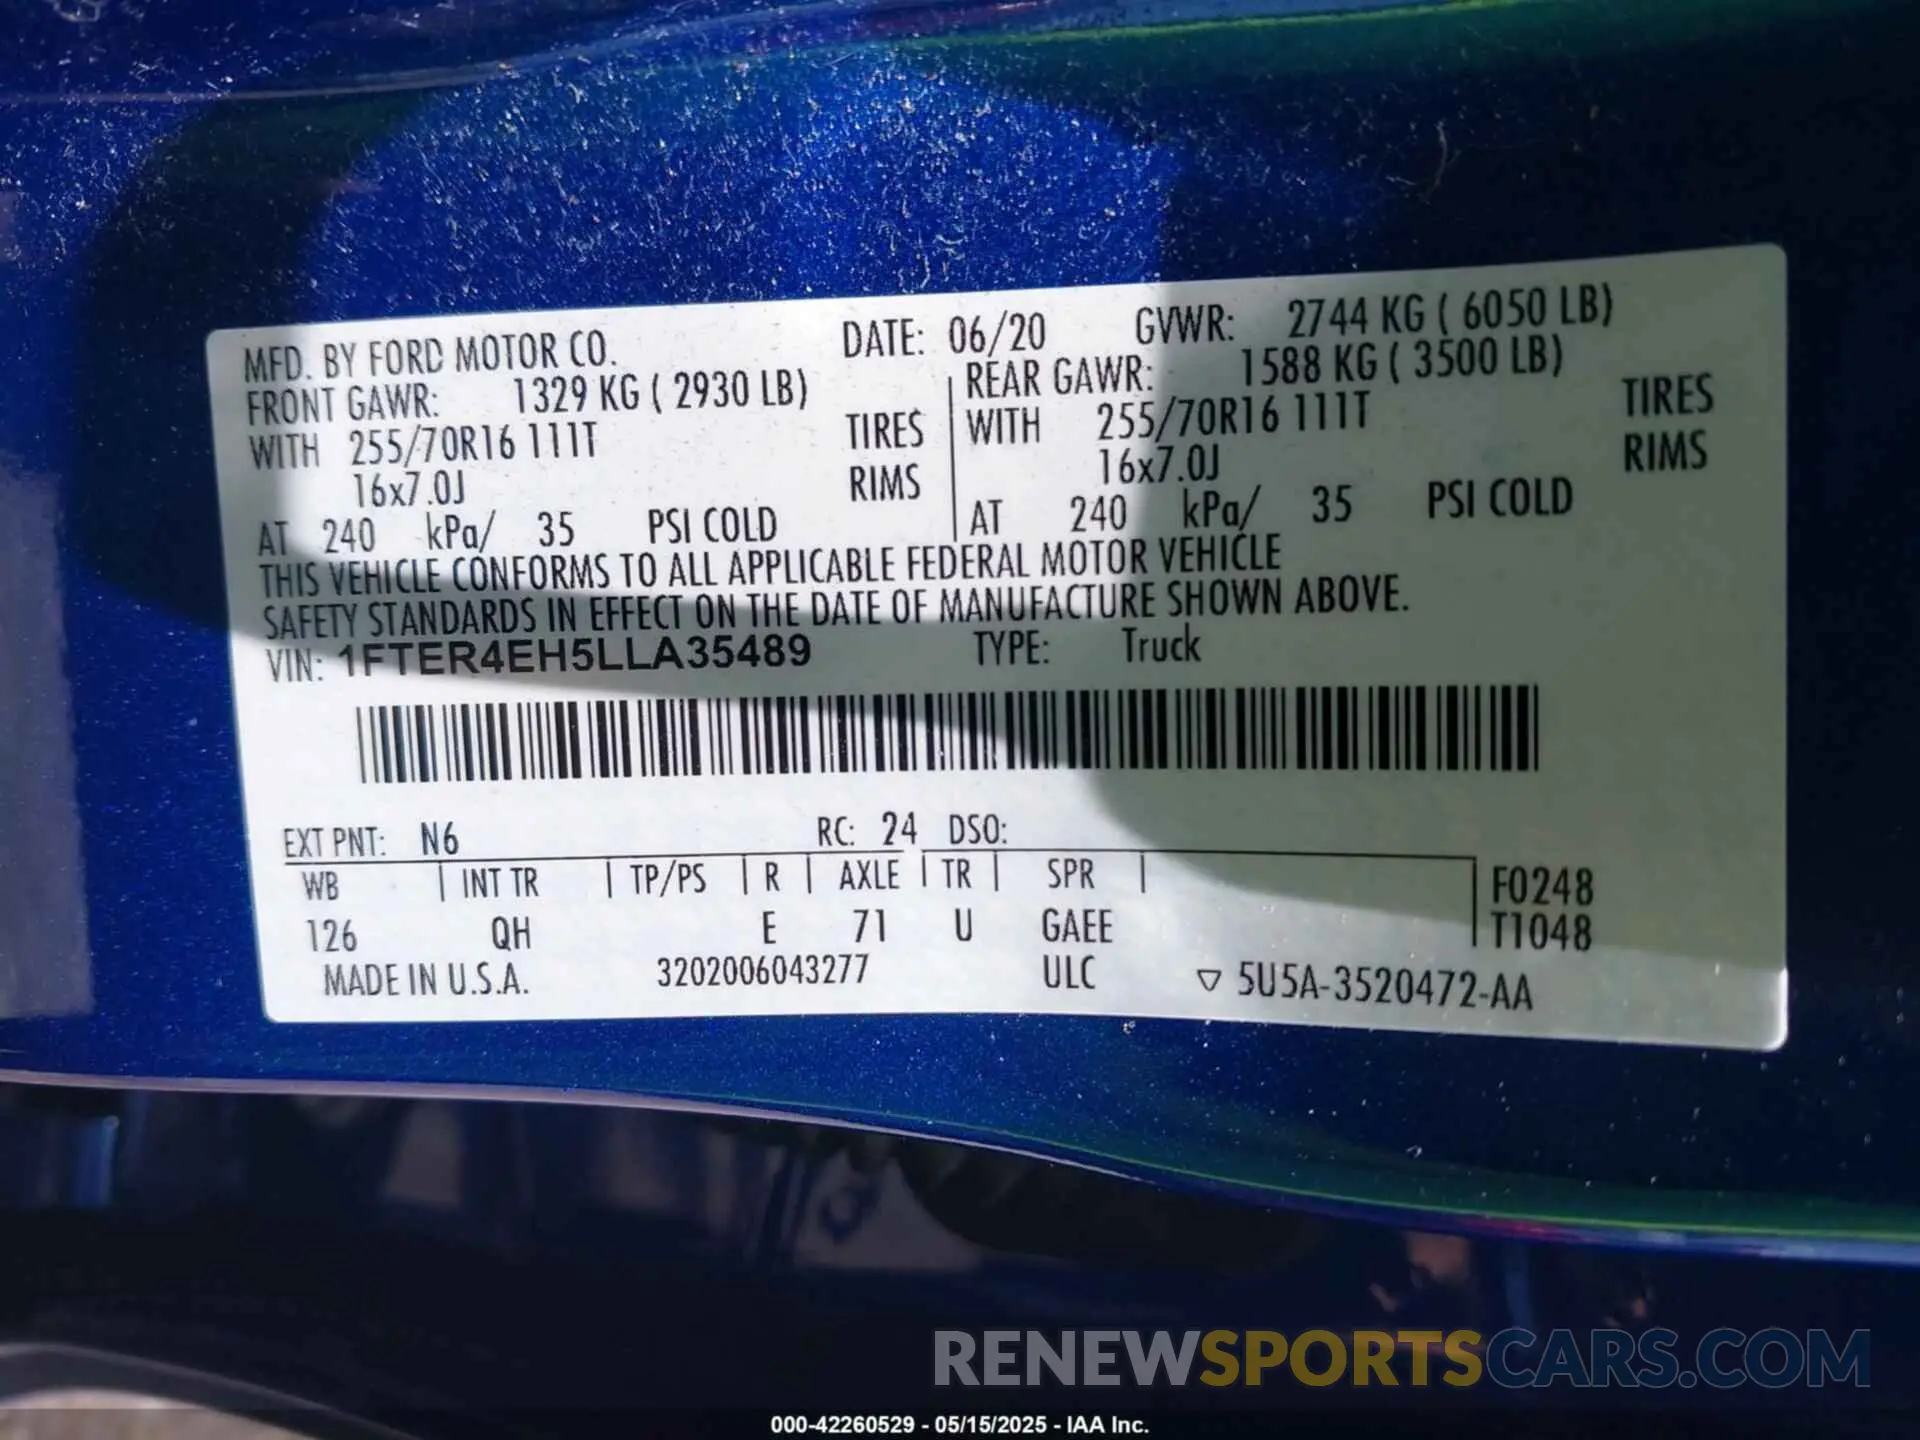 MFD. BY FORD MOTOR CO. DATE: 06/20 GVWR: 2744 KG ( 6050 LB)
FRONT GAWR: 1329 KG ( 2930 LB) REAR GAWR: 1588 KG ( 3500 LB)
WITH 255/70R16 111T TIRES WITH 255/70R16 111T TIRES
16x7.0J RIMS 16x7.0J RIMS
AT 240 kPa/ 35 PSI COLD AT 240 kPa/ 35 PSI COLD
THIS VEHICLE CONFORMS TO ALL APPLICABLE FEDERAL MOTOR VEHICLE
SAFETY STANDARDS IN EFFECT ON THE DATE OF MANUFACTURE SHOWN ABOVE.
VIN: 1FTER4EH5LLA35489 TYPE: Truck
EXT PNT: N6 RC: 24 DSO:
WB INT TR TP/PS R AXLE TR SPR F0248
126 QH E 71 U GAEE T1048
MADE IN U.S.A. 3202006043277 ULC ▽ 5U5A-3520472-AA
RENEWSPORTSCARS.COM
000-42260529 - 05/15/2025 - IAA Inc.